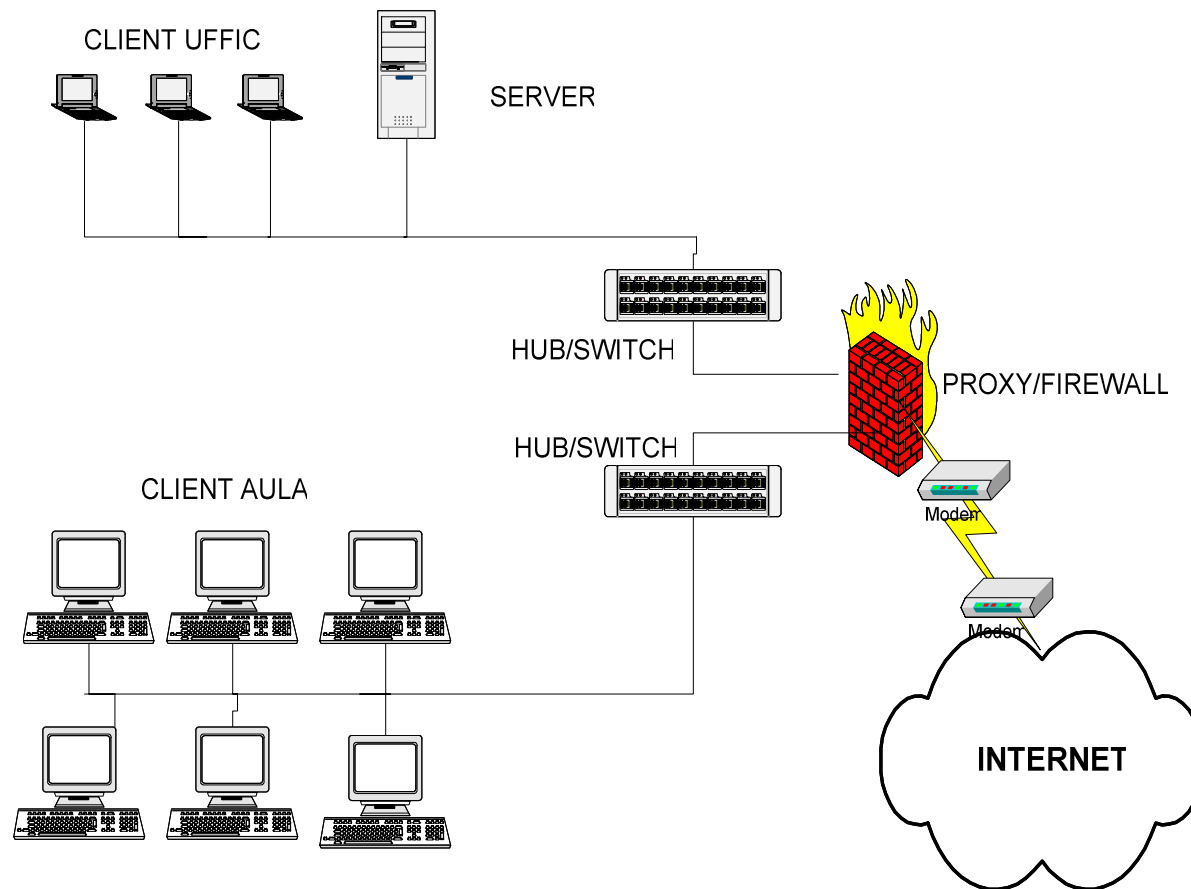 CLIENT UFFIC
SERVER
HUB/SWITCH
PROXY/FIREWALL
HUB/SWITCH
CLIENT AULA
Modem
Modem
INTERNET